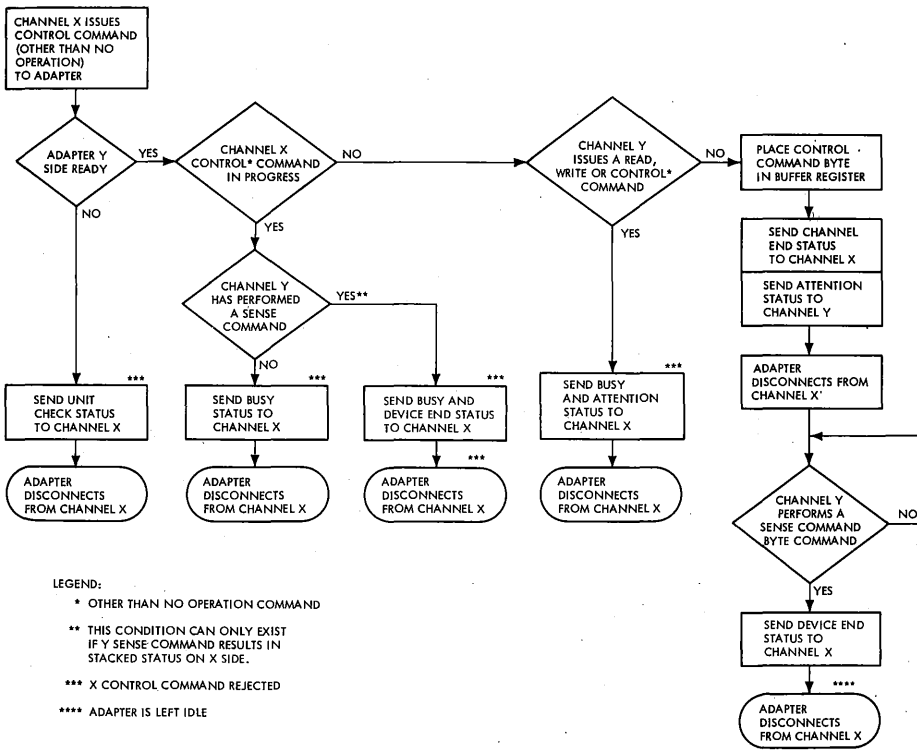 CHANNEL X ISSUES
CONTROL COMMAND
(OTHER THAN NO
OPERATION)
TO ADAPTER
ADAPTER Y
SIDE READY
YES
NO
CHANNEL X
CONTROL* COMMAND
IN PROGRESS
NO
YES
CHANNEL Y
ISSUES A READ,
WRITE OR CONTROL*
COMMAND
NO
YES
PLACE CONTROL
COMMAND BYTE
IN BUFFER REGISTER
SEND CHANNEL
END STATUS
TO CHANNEL X
SEND ATTENTION
STATUS TO
CHANNEL Y
ADAPTER
DISCONNECTS FROM
CHANNEL X'
CHANNEL Y
HAS PERFORMED
A SENSE
COMMAND
YES**
NO
***
SEND UNIT
CHECK STATUS
TO CHANNEL X
***
SEND BUSY
STATUS TO
CHANNEL X
***
SEND BUSY AND
DEVICE END STATUS
TO CHANNEL X
***
SEND BUSY
AND ATTENTION
STATUS TO
CHANNEL X
ADAPTER
DISCONNECTS
FROM CHANNEL X
ADAPTER
DISCONNECTS
FROM CHANNEL X
***
ADAPTER
DISCONNECTS
FROM CHANNEL X
ADAPTER
DISCONNECTS
FROM CHANNEL X
CHANNEL Y
PERFORMS A
SENSE COMMAND
BYTE COMMAND
NO
YES
SEND DEVICE END
STATUS TO
CHANNEL X
****
ADAPTER
DISCONNECTS
FROM CHANNEL X
LEGEND:
* OTHER THAN NO OPERATION COMMAND
** THIS CONDITION CAN ONLY EXIST
IF Y SENSE COMMAND RESULTS IN
STACKED STATUS ON X SIDE.
*** X CONTROL COMMAND REJECTED
**** ADAPTER IS LEFT IDLE